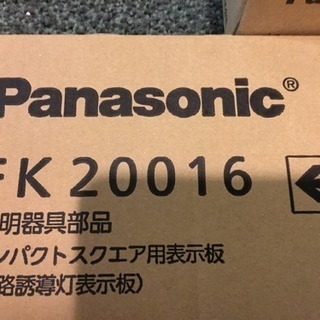 Panasonic®
FK 20016
明器具部品
ンパクトスクエア用表示板
路誘導灯表示板）